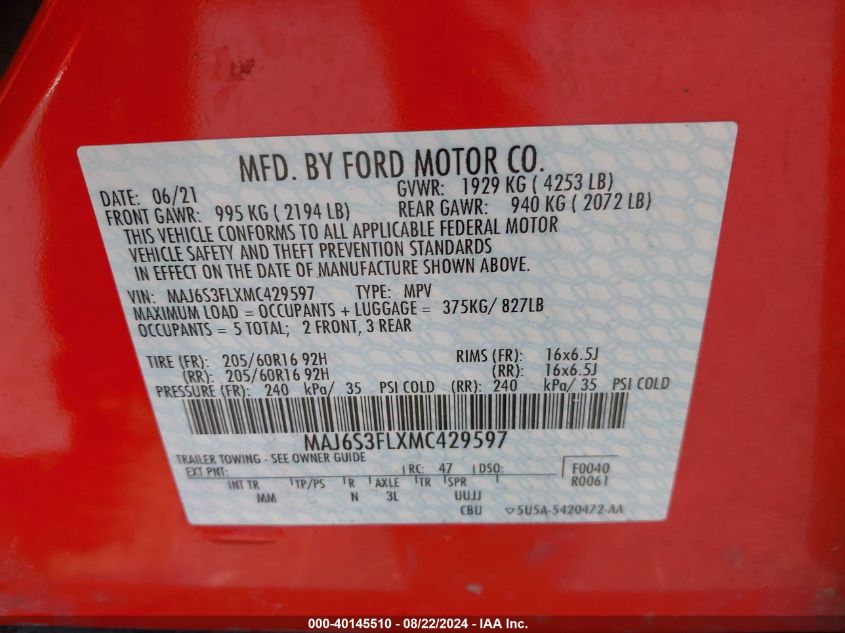 MFD. BY FORD MOTOR CO.
DATE: 06/21 GVWR: 1929 KG ( 4253 LB)
FRONT GAWR: 995 KG ( 2194 LB) REAR GAWR: 940 KG ( 2072 LB)
THIS VEHICLE CONFORMS TO ALL APPLICABLE FEDERAL MOTOR
VEHICLE SAFETY AND THEFT PREVENTION STANDARDS
IN EFFECT ON THE DATE OF MANUFACTURE SHOWN ABOVE.
VIN: MAJ6S3FLXMC429597 TYPE: MPV
MAXIMUM LOAD = OCCUPANTS + LUGGAGE = 375KG/ 827LB
OCCUPANTS = 5 TOTAL; 2 FRONT, 3 REAR
TIRE (FR): 205/60R16 92H RIMS (FR): 16x6.5J
(RR): 205/60R16 92H (RR): 16x6.5J
PRESSURE (FR): 240 kPa/ 35 PSI COLD (RR): 240 kPa/ 35 PSI COLD
MAJ6S3FLXMC429597
TRAILER TOWING - SEE OWNER GUIDE
EXT PNT: RC: 47 DSO: F0040
R0061
INT TR TP/PS R AXLE TR SPR
MM N 3L UUJJ
CBU 5U5A-5420472-AA
000-40145510 - 08/22/2024 - IAA Inc.